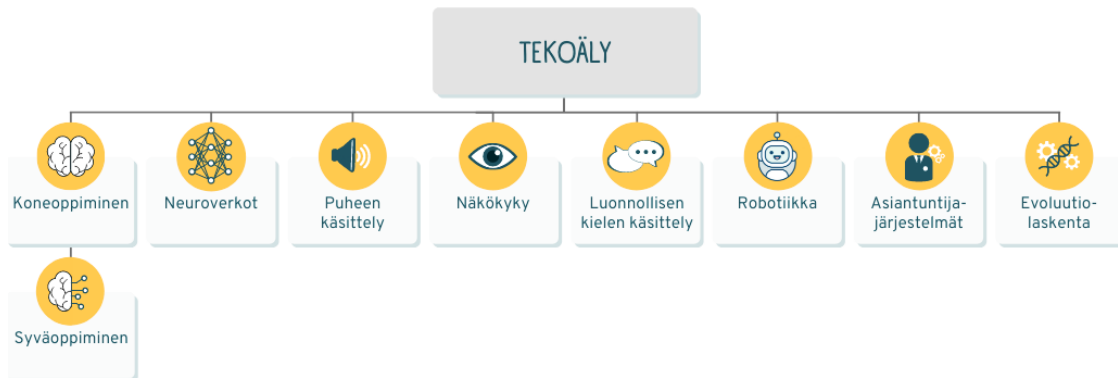 TEKOÄLY
Koneoppiminen
Neuroverkot
Puheen
käsittely
Näkökyky
Luonnollisen
kielen käsittely
Robotiikka
Asiantuntija-
järjestelmät
Evoluutio-
laskenta
Syväoppiminen